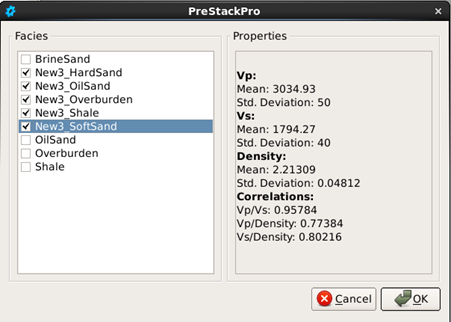 PreStackPro
Facies
BrineSand
New3_HardSand
New3_OilSand
New3_Overburden
New3_Shale
New3_SoftSand
OilSand
Overburden
Shale
Properties
Vp:
Mean: 3034.93
Std. Deviation: 50
Vs:
Mean: 1794.27
Std. Deviation: 40
Density:
Mean: 2.21309
Std. Deviation: 0.04812
Correlations:
Vp/Vs: 0.95784
Vp/Density: 0.77384
Vs/Density: 0.80216
Cancel
OK